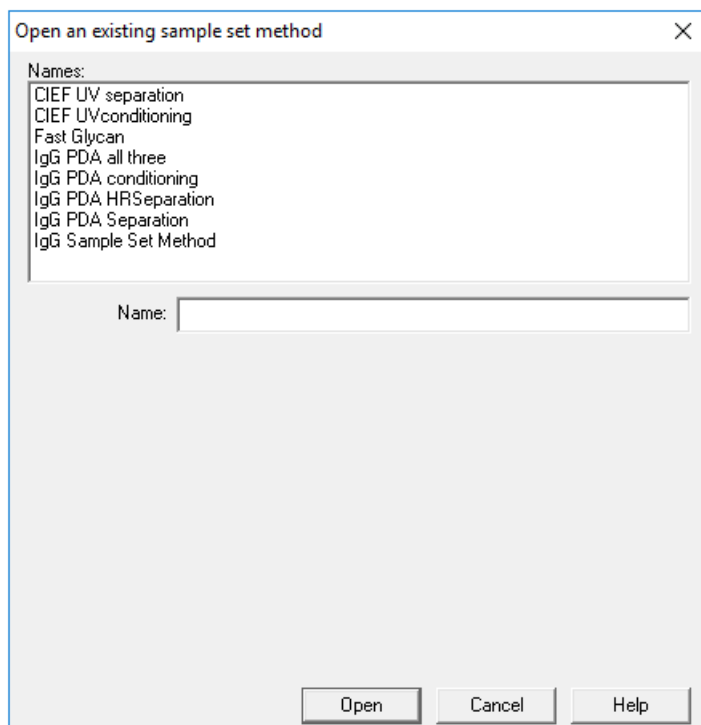 Open an existing sample set method
Names:
CIEF UV separation
CIEF UVconditioning
Fast Glycan
IgG PDA all three
IgG PDA conditioning
IgG PDA HRSeparation
IgG PDA Separation
IgG Sample Set Method
Name:
Open Cancel Help